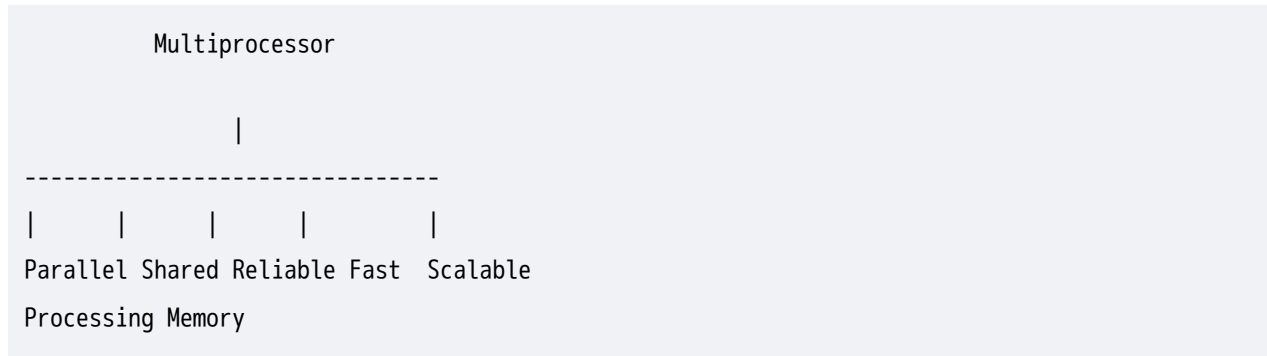 Multiprocessor
|
--------------------------------
| | | | |
Parallel Shared Reliable Fast Scalable
Processing Memory